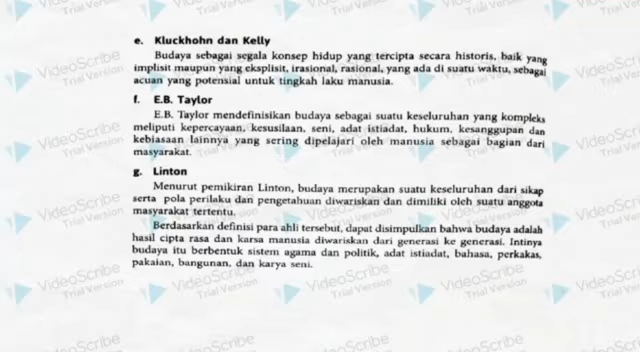 e. Kluckhohn dan Kelly
Budaya sebagai segala konsep hidup yang tercipta secara historis, baik yang
implisit maupun yang eksplisit, irasional, rasional, yang ada di suatu waktu, sebagai
acuan yang potensial untuk tingkah laku manusia.
f. E.B. Taylor
E.B. Taylor mendefinisikan budaya sebagai suatu keseluruhan yang kompleks
meliputi kepercayaan, kesusilaan, seni, adat istiadat, hukum, kesanggupan dan
kebiasaan lainnya yang sering dipelajari oleh manusia sebagai bagian dari
masyarakat.
g. Linton
Menurut pemikiran Linton, budaya merupakan suatu keseluruhan dari sikap
serta pola perilaku dan pengetahuan diwariskan dan dimiliki oleh suatu anggota
masyarakat tertentu.
Berdasarkan definisi para ahli tersebut, dapat disimpulkan bahwa budaya adalah
hasil cipta rasa dan karsa manusia diwariskan dari generasi ke generasi. Intinya
budaya itu berbentuk sistem agama dan politik, adat istiadat, bahasa, perkakas,
pakaian, bangunan, dan karya seni.
VideoScribe
Trial Version